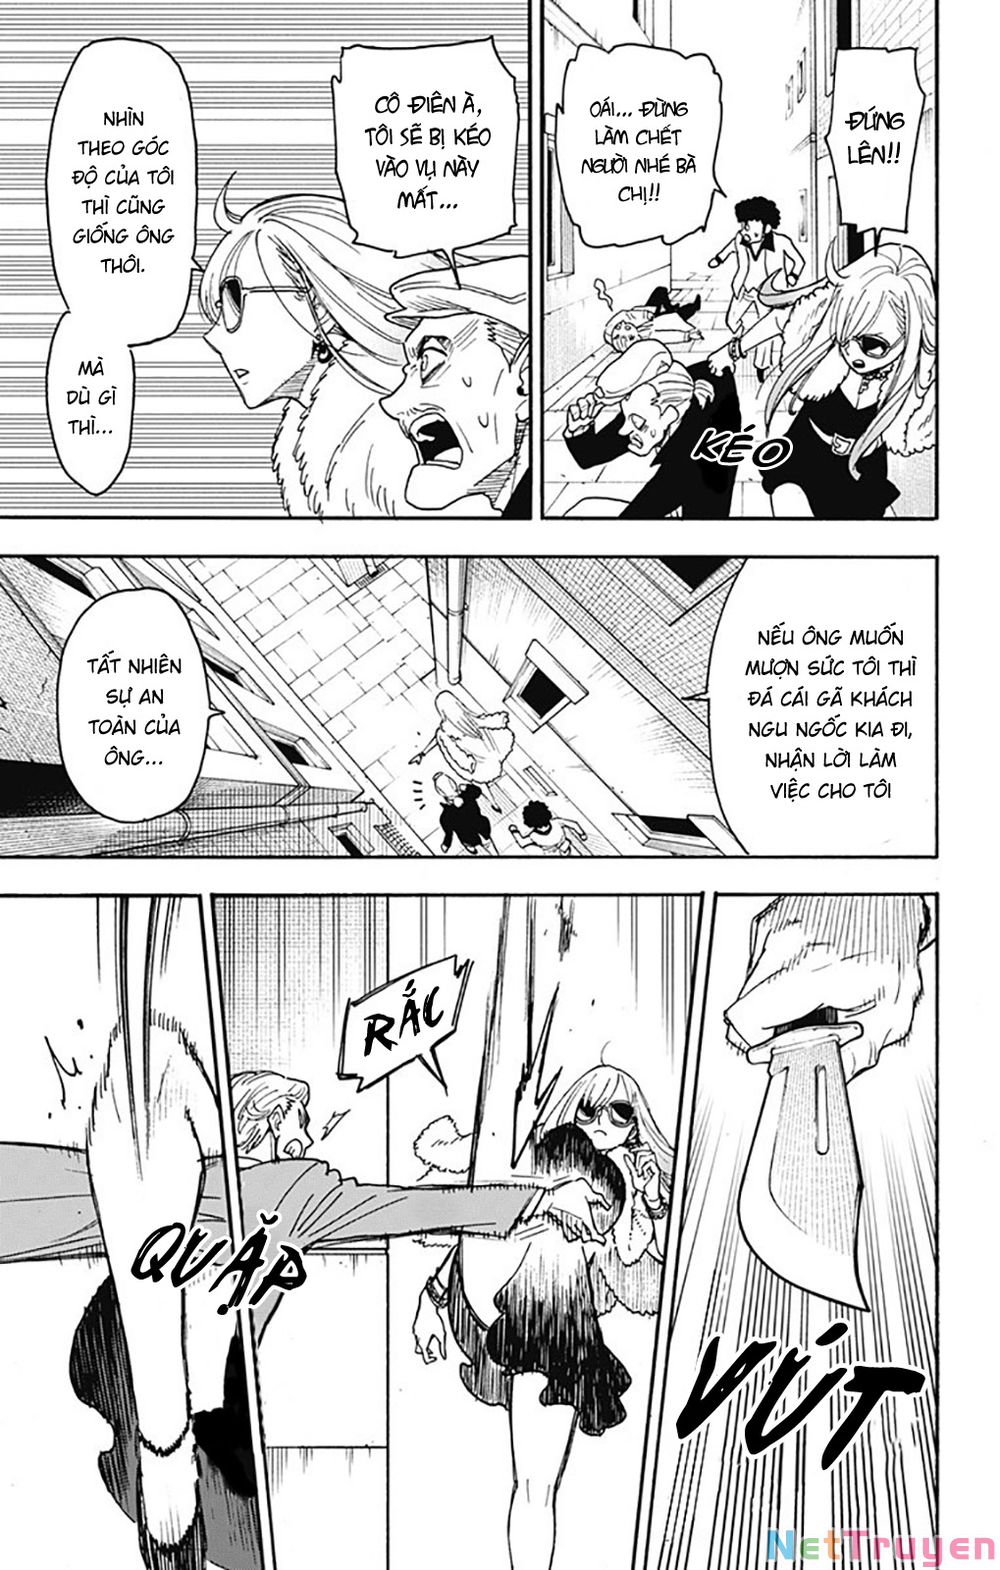 ĐỨNG
LÊN!!
OÁI... ĐỪNG
LÀM CHẾT
NGƯỜI NHÉ BÀ
CHỊ!!
KÉO
CÔ ĐIÊN À,
TÔI SẼ BỊ KÉO
VÀO VỤ NÀY
MẤT...
NHÌN
THEO GÓC
ĐỘ CỦA TÔI
THÌ CŨNG
GIỐNG ÔNG
THÔI.
MÀ
DÙ GÌ
THÌ...
NẾU ÔNG MUỐN
MƯỢN SỨC TÔI THÌ
ĐÁ CÁI GÃ KHÁCH
NGU NGỐC KIA ĐI,
NHẬN LỜI LÀM
VIỆC CHO TÔI
TẤT NHIÊN
SỰ AN
TOÀN CỦA
ÔNG...
VÚT
RẮC
QUẶP
NetTruyen